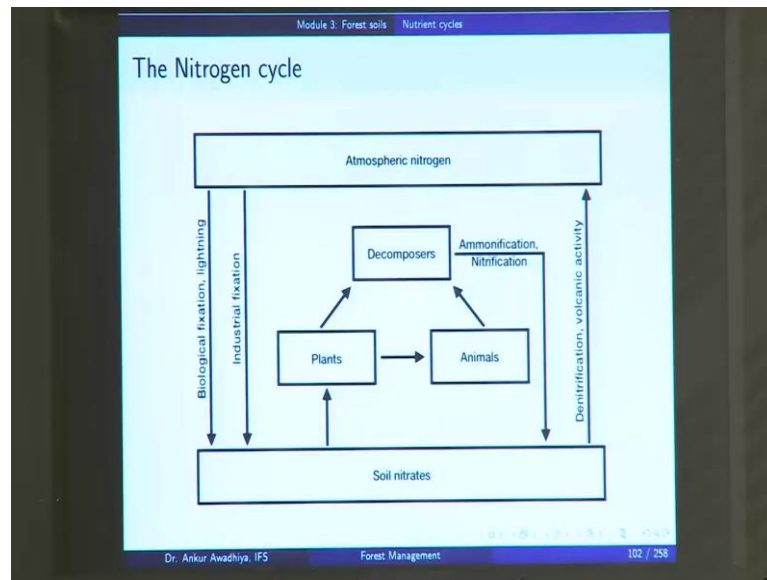 Module 3: Forest soils Nutrient cycles
The Nitrogen cycle
Atmospheric nitrogen
Biological fixation, lightning
Industrial fixation
Decomposers
Ammonification,
Nitrification
Denitrification, volcanic activity
Plants
Animals
Soil nitrates
Dr. Ankur Awadhiya, IFS Forest Management 102 / 258